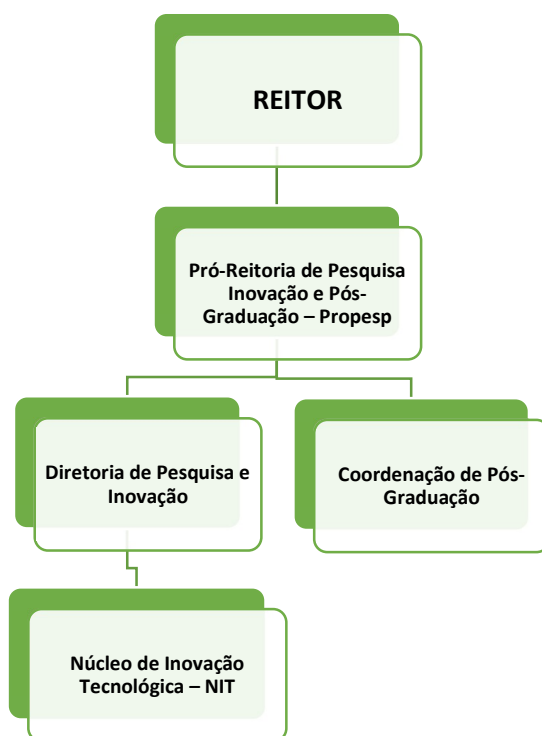 REITOR
Pró-Reitoria de Pesquisa
Inovação e Pós-
Graduação – Propesp
Diretoria de Pesquisa e
Inovação
Coordenação de Pós-
Graduação
Núcleo de Inovação
Tecnológica – NIT